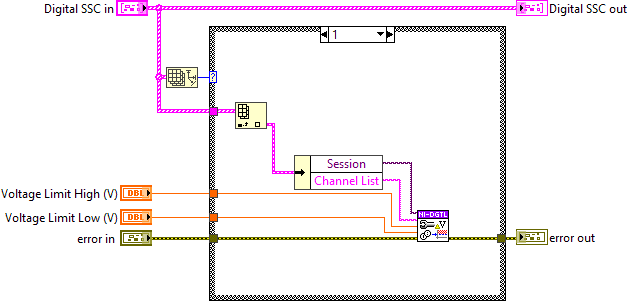 Digital SSC in
Digital SSC out
1
?
Session
Channel List
Voltage Limit High (V)
DBL
NI-DGTL
V
Voltage Limit Low (V)
DBL
error in
error out